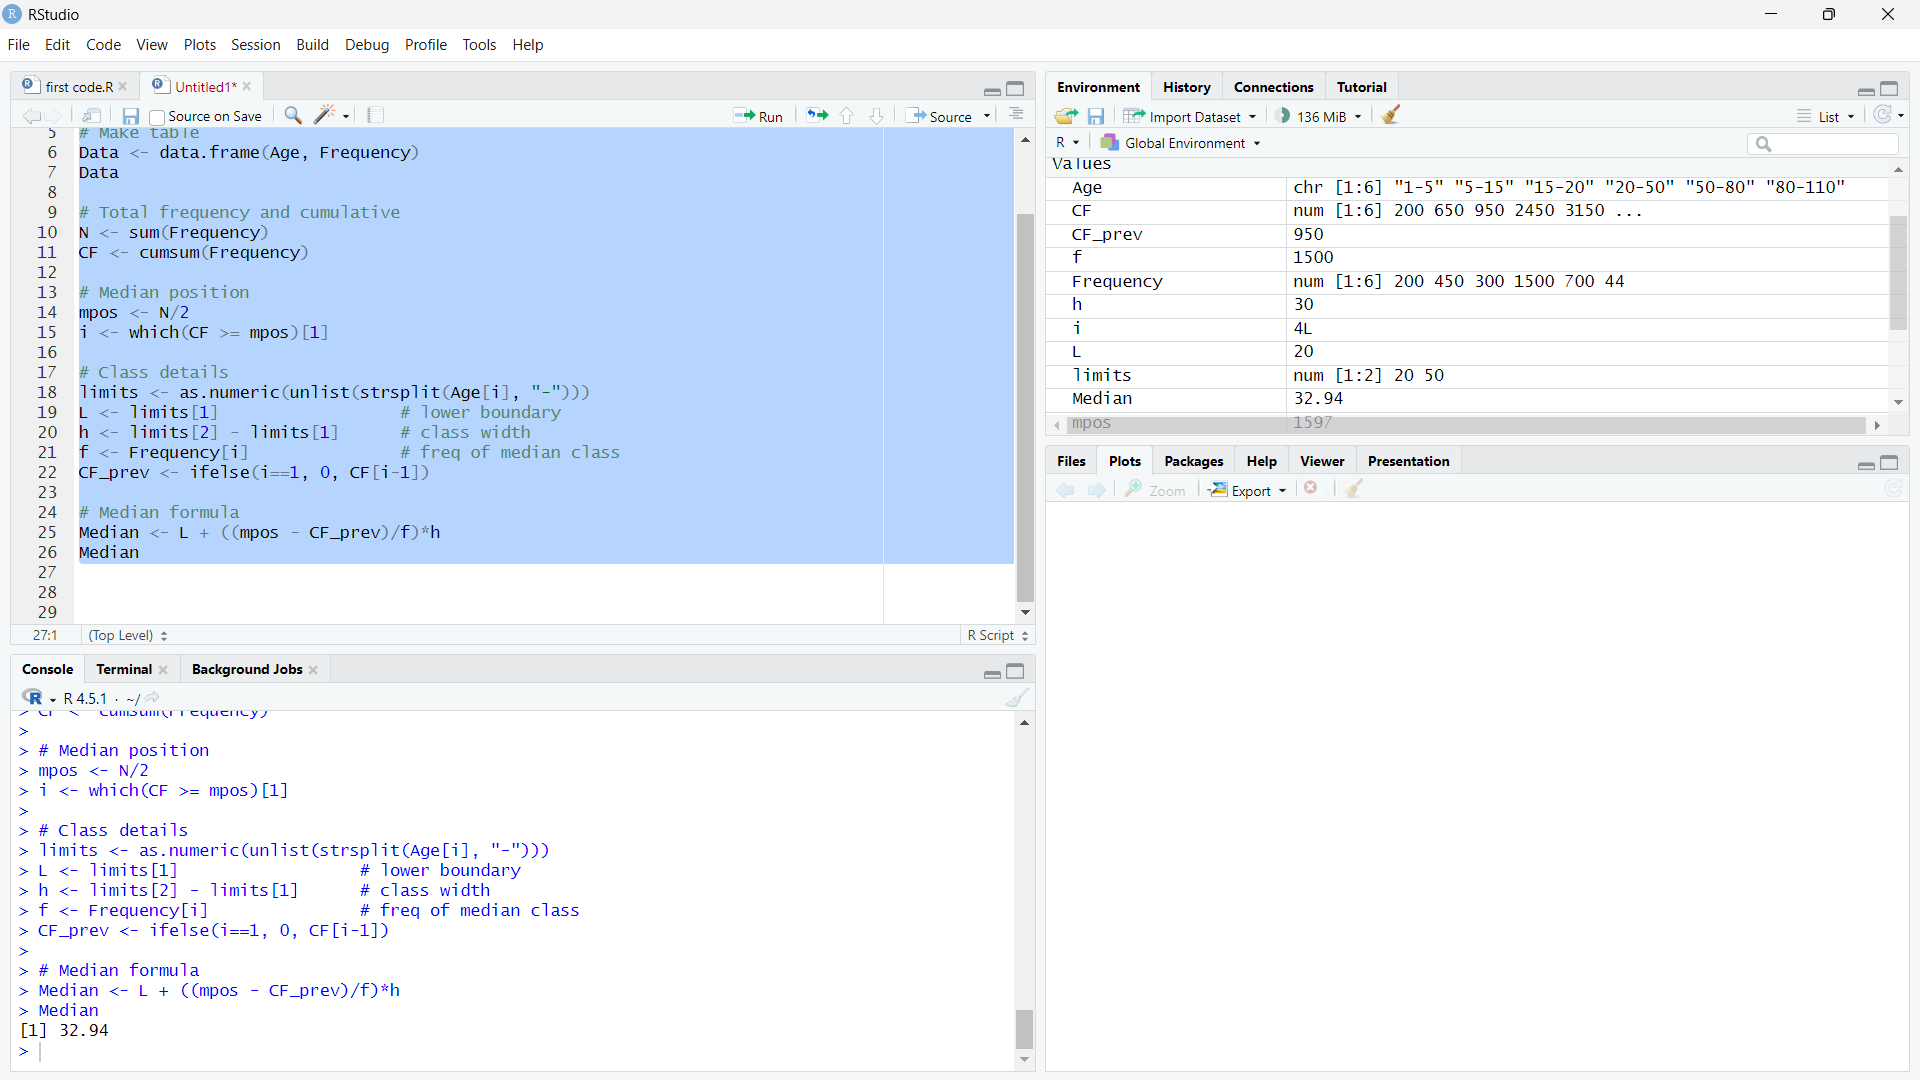 RStudio
File Edit Code View Plots Session Build Debug Profile Tools Help
first code.R
Untitled1*
Source on Save
Run
Source
5 # Make table
6 Data <- data.frame(Age, Frequency)
7 Data
8
9 # Total frequency and cumulative
10 N <- sum(Frequency)
11 CF <- cumsum(Frequency)
12
13 # Median position
14 mpos <- N/2
15 i <- which(CF >= mpos)[1]
16
17 # Class details
18 limits <- as.numeric(unlist(strsplit(Age[i], "-")))
19 L <- limits[1] # lower boundary
20 h <- limits[2] - limits[1] # class width
21 f <- Frequency[i] # freq of median class
22 CF_prev <- ifelse(i==1, 0, CF[i-1])
23
24 # Median formula
25 Median <- L + ((mpos - CF_prev)/f)*h
26 Median
27
28
29
27:1 (Top Level) R Script
Console Terminal Background Jobs
R 4.5.1 · ~/
> CF <- cumsum(Frequency)
>
> # Median position
> mpos <- N/2
> i <- which(CF >= mpos)[1]
>
> # Class details
> limits <- as.numeric(unlist(strsplit(Age[i], "-")))
> L <- limits[1] # lower boundary
> h <- limits[2] - limits[1] # class width
> f <- Frequency[i] # freq of median class
> CF_prev <- ifelse(i==1, 0, CF[i-1])
>
> # Median formula
> Median <- L + ((mpos - CF_prev)/f)*h
> Median
[1] 32.94
>
Environment History Connections Tutorial
Import Dataset 136 MiB List
R Global Environment
Values
Age chr [1:6] "1-5" "5-15" "15-20" "20-50" "50-80" "80-110"
CF num [1:6] 200 650 950 2450 3150 ...
CF_prev 950
f 1500
Frequency num [1:6] 200 450 300 1500 700 44
h 30
i 4L
L 20
limits num [1:2] 20 50
Median 32.94
mpos 1597
Files Plots Packages Help Viewer Presentation
Zoom Export